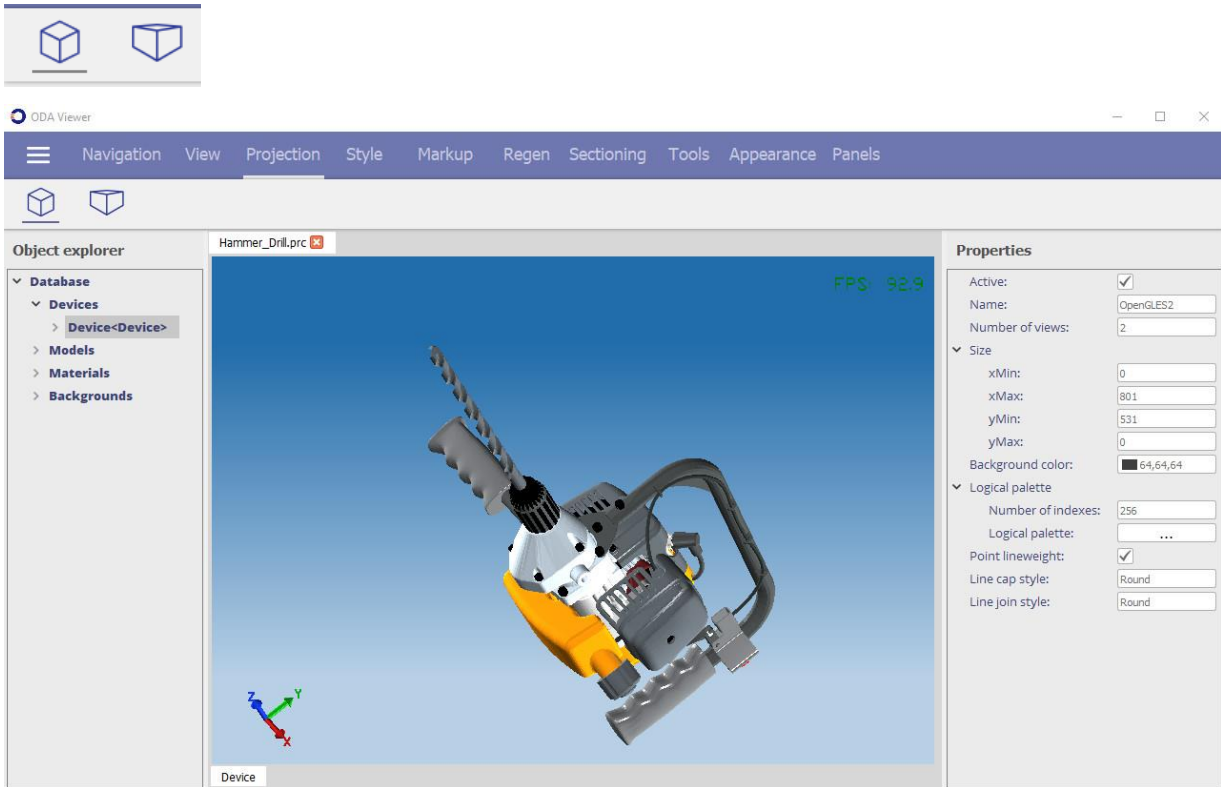 ODA Viewer
Navigation View Projection Style Markup Regen Sectioning Tools Appearance Panels
Object explorer
Database
Devices
Device<Device>
Models
Materials
Backgrounds
Hammer_Drill.prc
FPS: 92.9
Z
Y
X
Device
Properties
Active:
Name: OpenGLES2
Number of views: 2
Size
xMin: 0
xMax: 801
yMin: 531
yMax: 0
Background color: 64,64,64
Logical palette
Number of indexes: 256
Logical palette: ...
Point lineweight:
Line cap style: Round
Line join style: Round